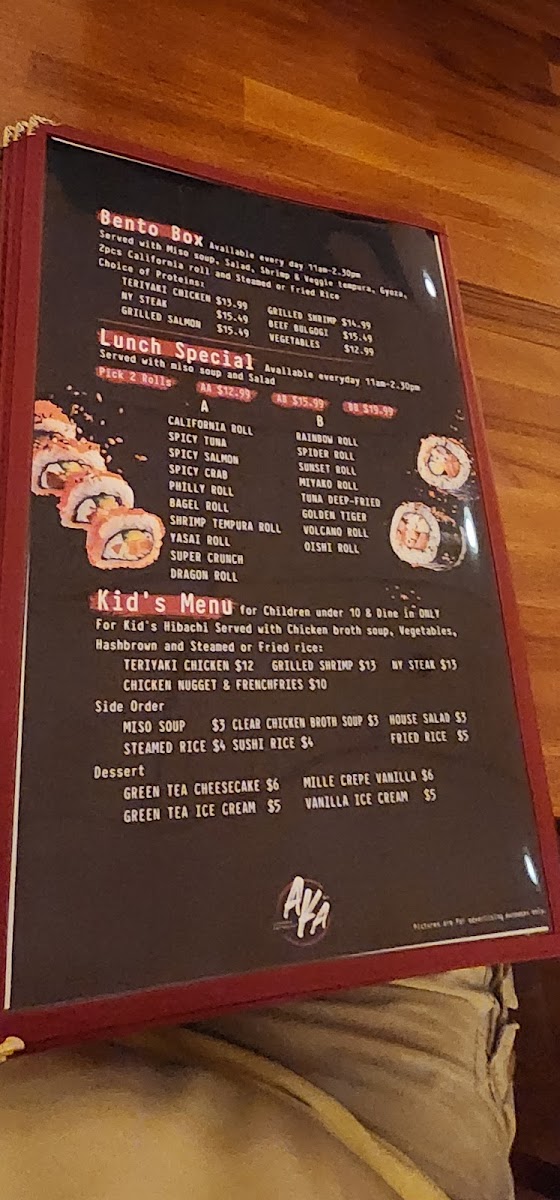 Bento Box Available every day 11am-2.30pm
Served with Miso soup, Salad, Shrimp & Veggie tempura, Gyoza,
2pcs California roll and Steamed or Fried Rice
Choice of Proteins:
TERIYAKI CHICKEN $13.99 GRILLED SHRIMP $14.99
NY STEAK $15.49 BEEF BULGOGI $15.49
GRILLED SALMON $15.49 VEGETABLES $12.99
Lunch Special Available everyday 11am-2.30pm
Served with miso soup and Salad
Pick 2 Rolls AA $12.99 AB $15.99 BB $19.99
A B
CALIFORNIA ROLL RAINBOW ROLL
SPICY TUNA SPIDER ROLL
SPICY SALMON SUNSET ROLL
SPICY CRAB MIYAKO ROLL
PHILLY ROLL TUNA DEEP-FRIED
BAGEL ROLL GOLDEN TIGER
SHRIMP TEMPURA ROLL VOLCANO ROLL
YASAI ROLL OISHI ROLL
SUPER CRUNCH
DRAGON ROLL
Kid's Menu for Children under 10 & Dine in ONLY
For Kid's Hibachi Served with Chicken broth soup, Vegetables,
Hashbrown and Steamed or Fried rice:
TERIYAKI CHICKEN $12 GRILLED SHRIMP $13 NY STEAK $13
CHICKEN NUGGET & FRENCHFRIES $10
Side Order
MISO SOUP $3 CLEAR CHICKEN BROTH SOUP $3 HOUSE SALAD $3
STEAMED RICE $4 SUSHI RICE $4 FRIED RICE $5
Dessert
GREEN TEA CHEESECAKE $6 MILLE CREPE VANILLA $6
GREEN TEA ICE CREAM $5 VANILLA ICE CREAM $5
AKA
Pictures are for advertising purposes only